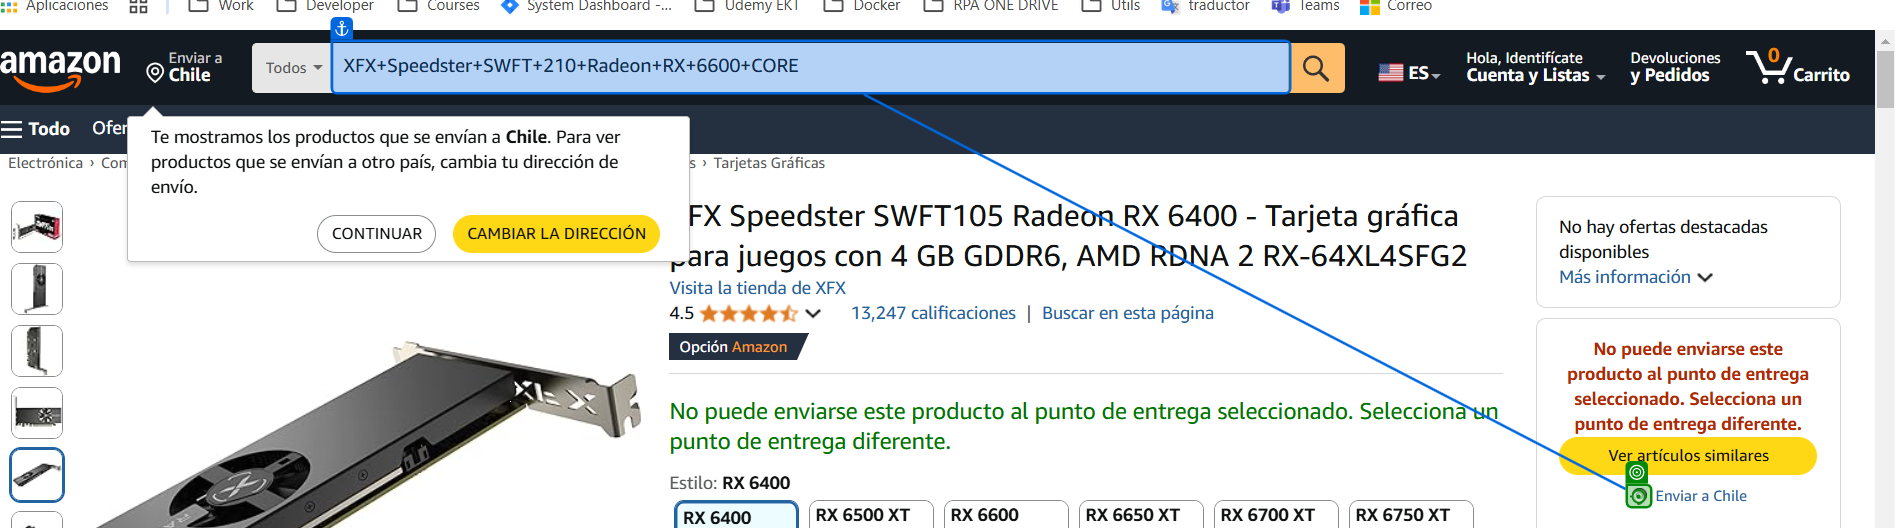 Aplicaciones Work Developer Courses System Dashboard -... Udemy EKT Docker RPA ONE DRIVE Utils traductor Teams Correo
amazon
Enviar a
Chile
Todos
XFX+Speedster+SWFT+210+Radeon+RX+6600+CORE
ES
Hola, Identifícate
Cuenta y Listas
Devoluciones
y Pedidos
0
Carrito
Todo
Ofer
Te mostramos los productos que se envían a Chile. Para ver
productos que se envían a otro país, cambia tu dirección de
envío.
CONTINUAR
CAMBIAR LA DIRECCIÓN
Electrónica › Com
s › Tarjetas Gráficas
FX Speedster SWFT105 Radeon RX 6400 - Tarjeta gráfica
para juegos con 4 GB GDDR6, AMD RDNA 2 RX-64XL4SFG2
Visita la tienda de XFX
4.5
13,247 calificaciones | Buscar en esta página
Opción Amazon
No puede enviarse este producto al punto de entrega seleccionado. Selecciona un
punto de entrega diferente.
Estilo: RX 6400
RX 6400
RX 6500 XT
RX 6600
RX 6650 XT
RX 6700 XT
RX 6750 XT
No hay ofertas destacadas
disponibles
Más información
No puede enviarse este
producto al punto de entrega
seleccionado. Selecciona un
punto de entrega diferente.
Ver artículos similares
Enviar a Chile